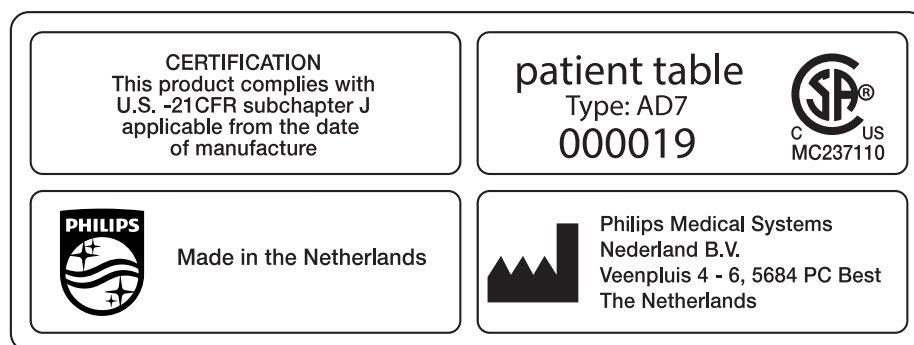 CERTIFICATION
This product complies with
U.S. -21CFR subchapter J
applicable from the date
of manufacture
patient table
Type: AD7
000019
CSA®
C US
MC237110
PHILIPS
Made in the Netherlands
Philips Medical Systems
Nederland B.V.
Veenpluis 4 - 6, 5684 PC Best
The Netherlands